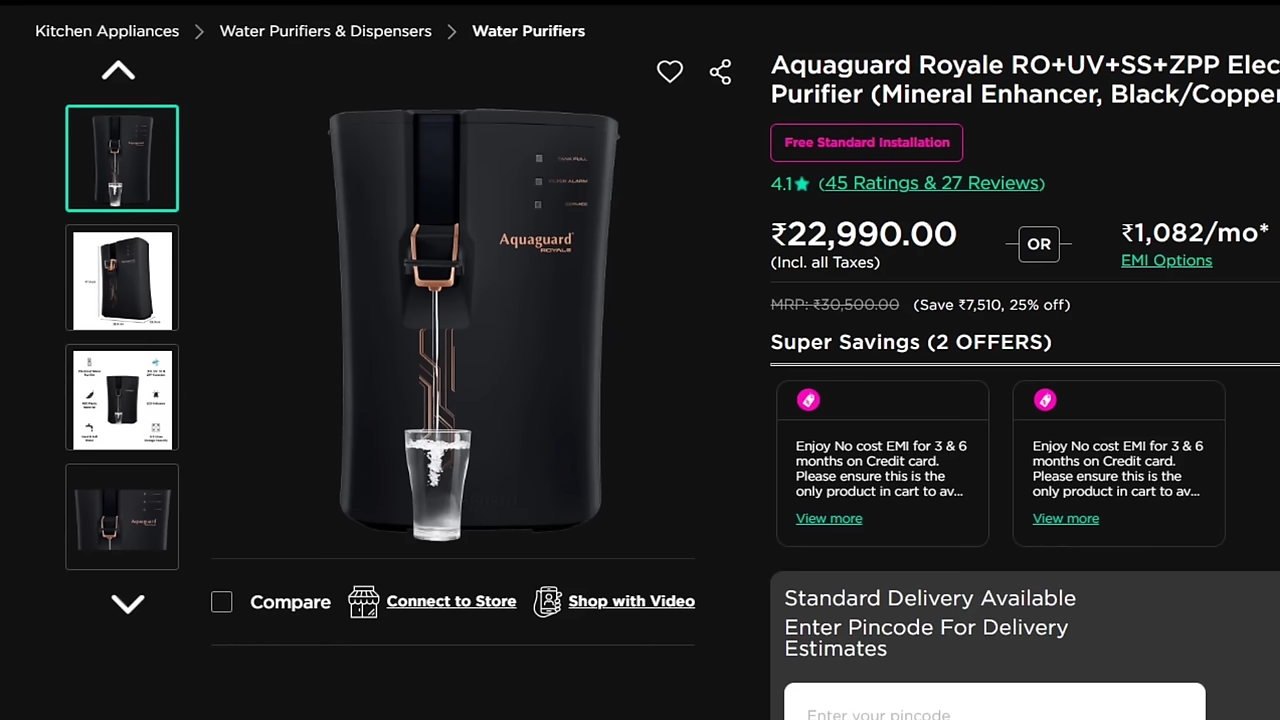 Kitchen Appliances > Water Purifiers & Dispensers > Water Purifiers
Aquaguard Royale RO+UV+SS+ZPP Elec
Purifier (Mineral Enhancer, Black/Copper
Free Standard Installation
4.1★ (45 Ratings & 27 Reviews)
₹22,990.00
(Incl. all Taxes)
OR
₹1,082/mo*
EMI Options
MRP: ₹30,500.00 (Save ₹7,510, 25% off)
Super Savings (2 OFFERS)
Enjoy No cost EMI for 3 & 6
months on Credit card.
Please ensure this is the
only product in cart to av...
View more
Enjoy No cost EMI for 3 & 6
months on Credit card.
Please ensure this is the
only product in cart to av...
View more
TANK FULL
Aquaguard
ROYALE
Compare
Connect to Store
Shop with Video
Standard Delivery Available
Enter Pincode For Delivery
Estimates
Enter your pincode